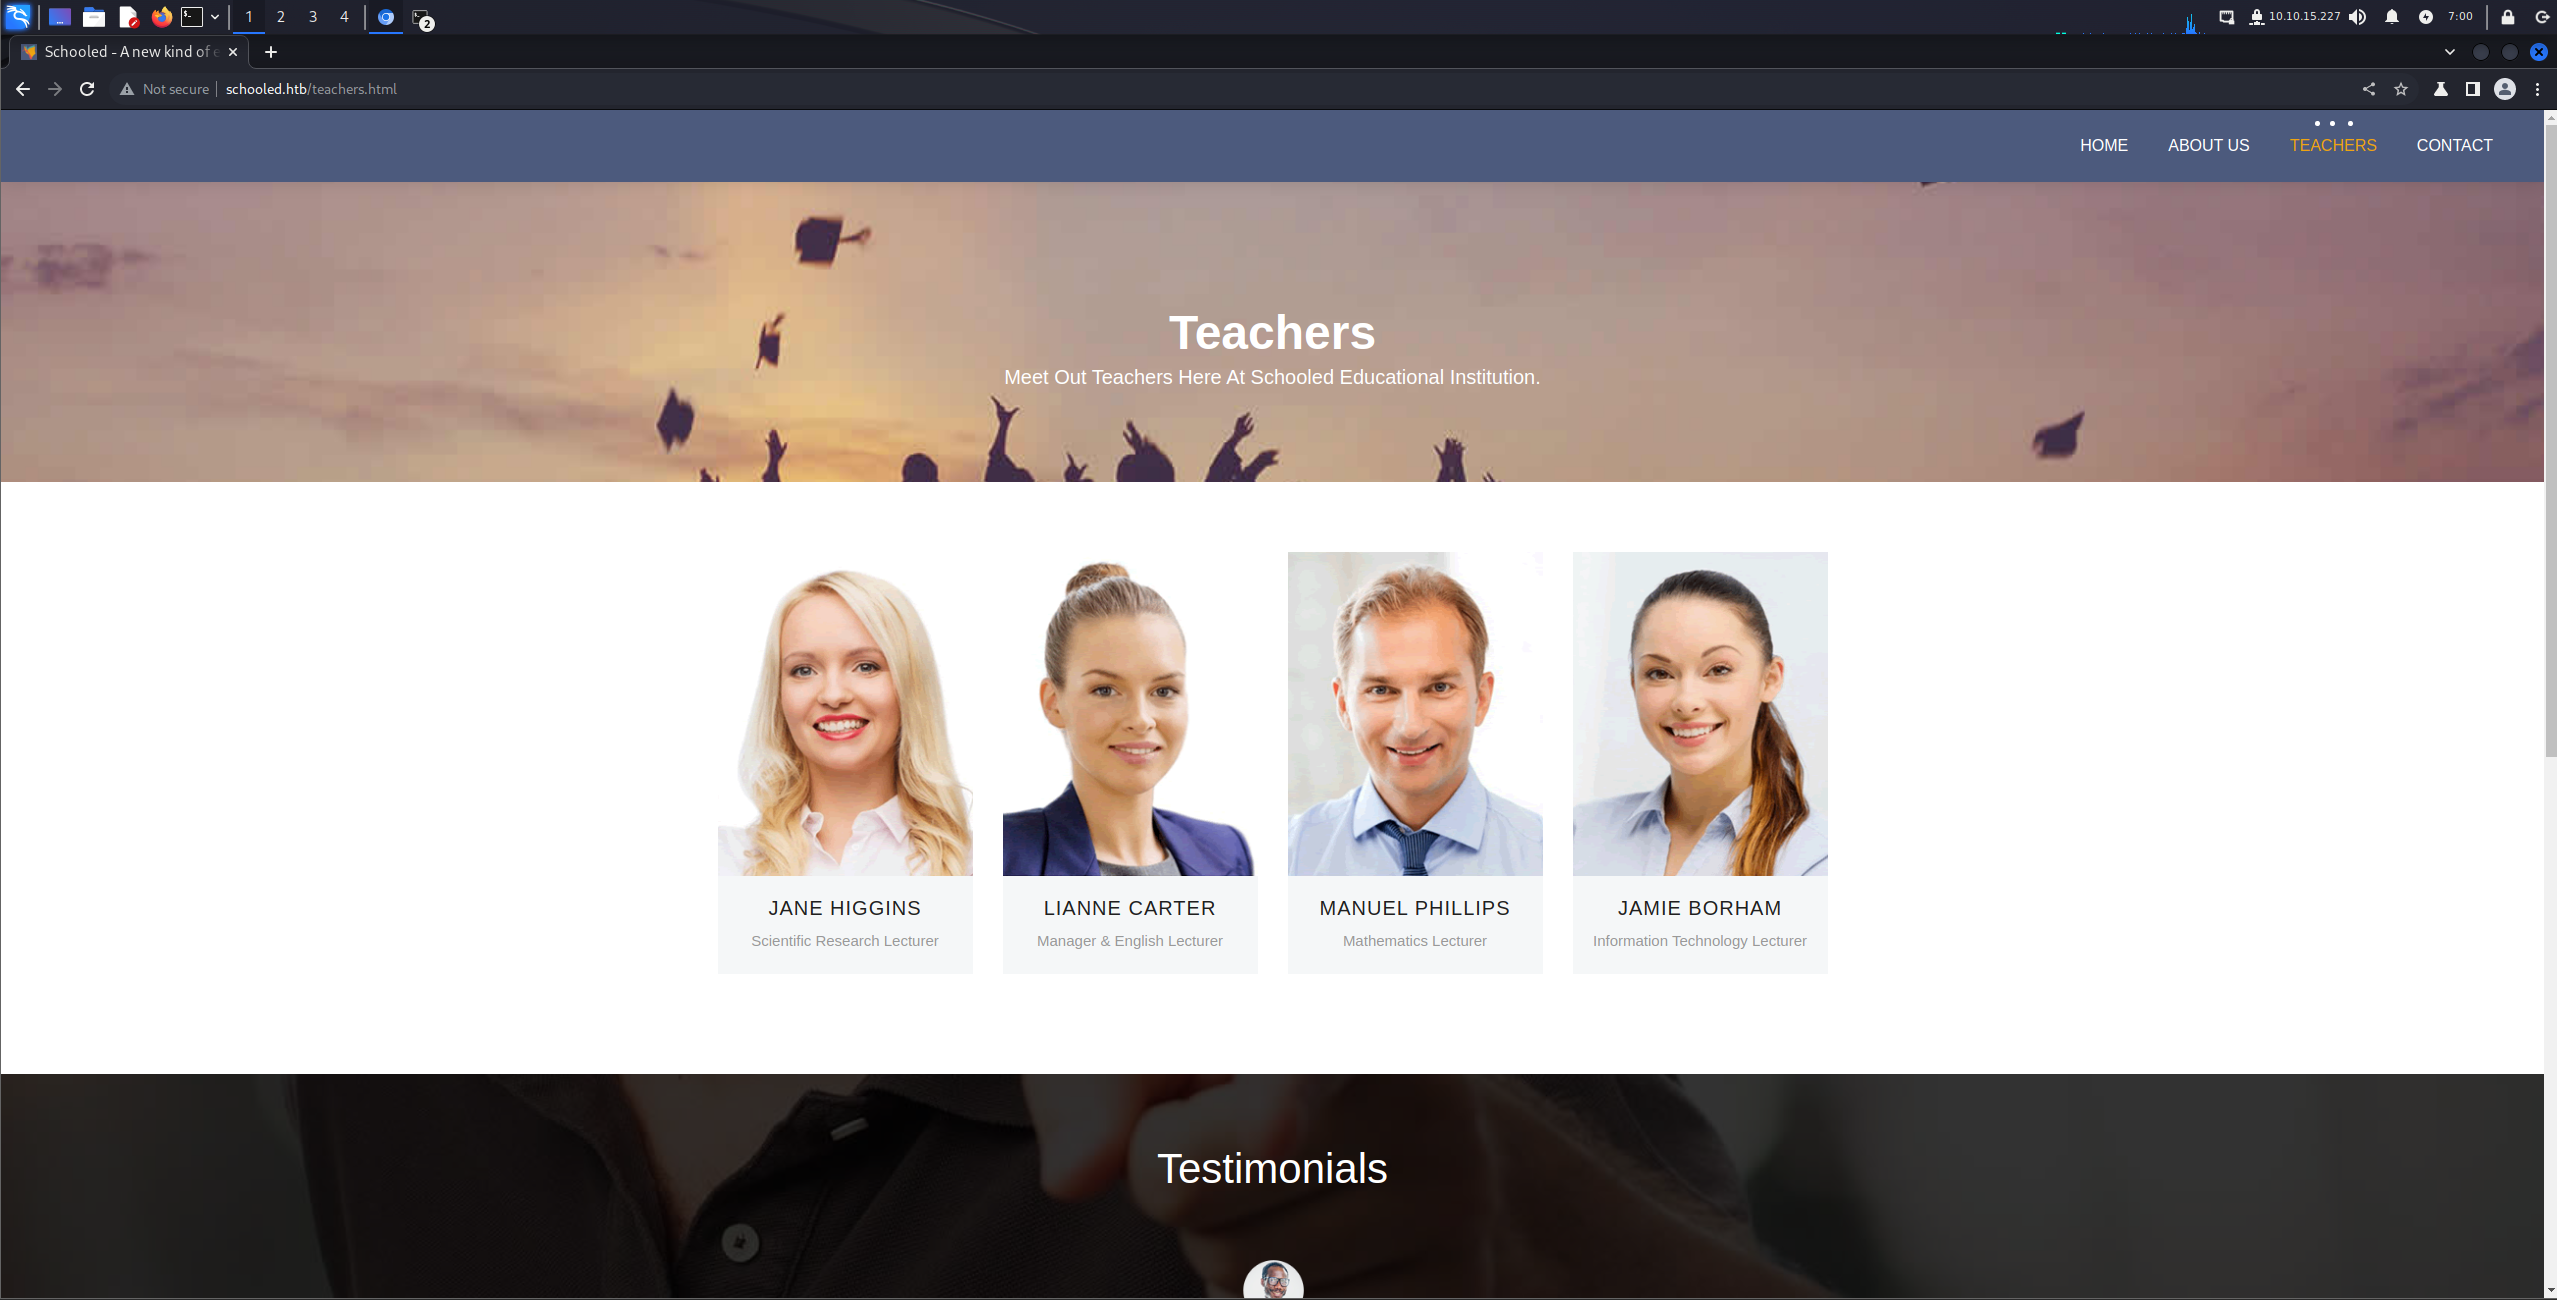 1 2 3 4 2 10.10.15.227 7:00
Schooled - A new kind of e
Not secure schooled.htb/teachers.html
HOME ABOUT US TEACHERS CONTACT
Teachers
Meet Out Teachers Here At Schooled Educational Institution.
JANE HIGGINS LIANNE CARTER MANUEL PHILLIPS JAMIE BORHAM
Scientific Research Lecturer Manager & English Lecturer Mathematics Lecturer Information Technology Lecturer
Testimonials